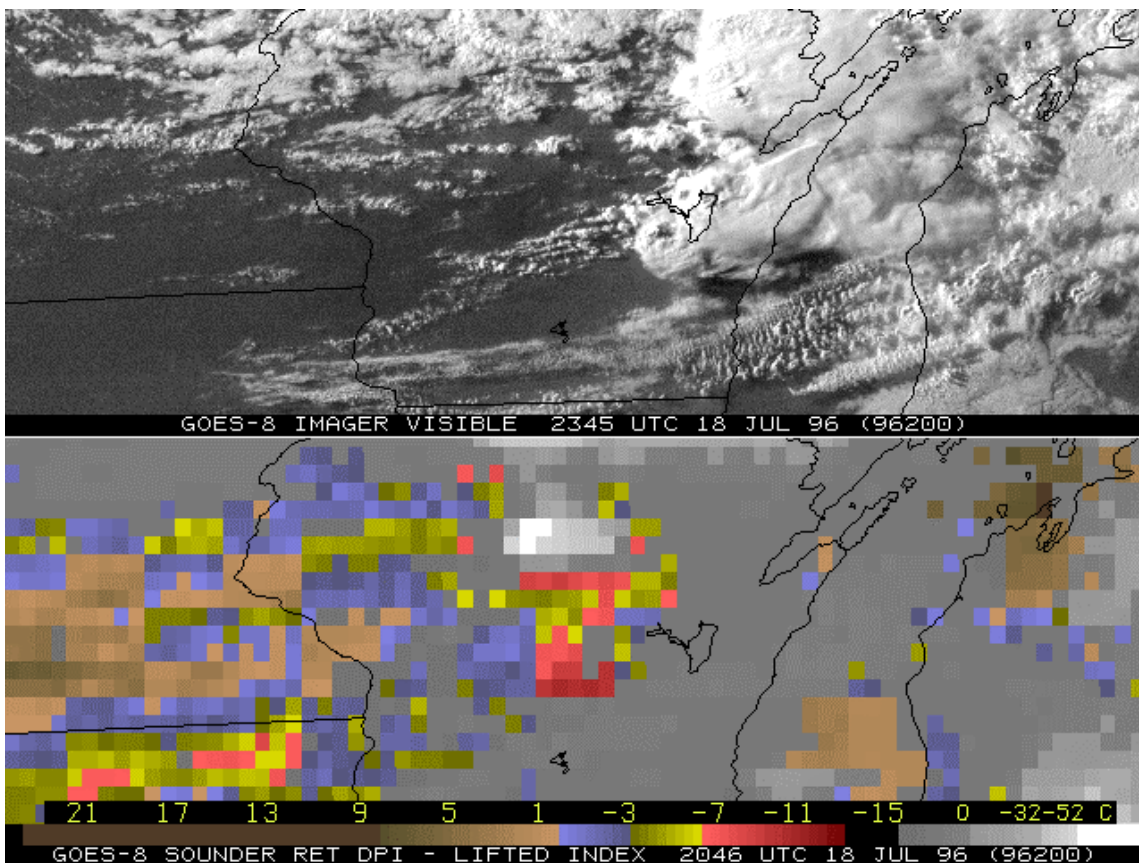 GOES-8 IMAGER VISIBLE 2345 UTC 18 JUL 96 (96200)
21 17 13 9 5 1 -3 -7 -11 -15 0 -32-52 C
GOES-8 SOUNDER RET DPI - LIFTED INDEX 2046 UTC 18 JUL 96 (96200)